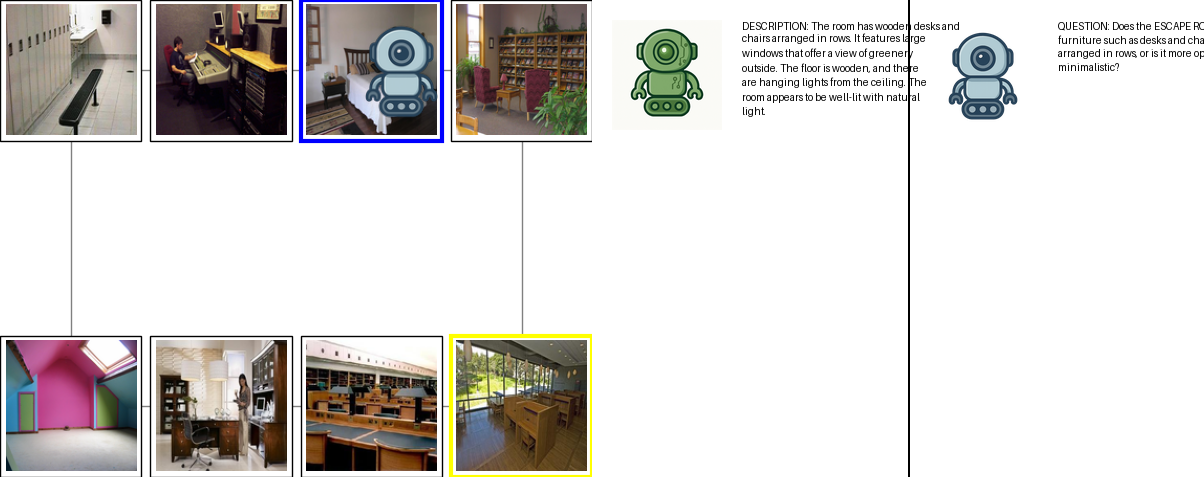 DESCRIPTION: The room has wooden desks and
chairs arranged in rows. It features large
windows that offer a view of greenery
outside. The floor is wooden, and there
are hanging lights from the ceiling. The
room appears to be well-lit with natural
light.
QUESTION: Does the ESCAPE RO
furniture such as desks and cha
arranged in rows, or is it more op
minimalistic?